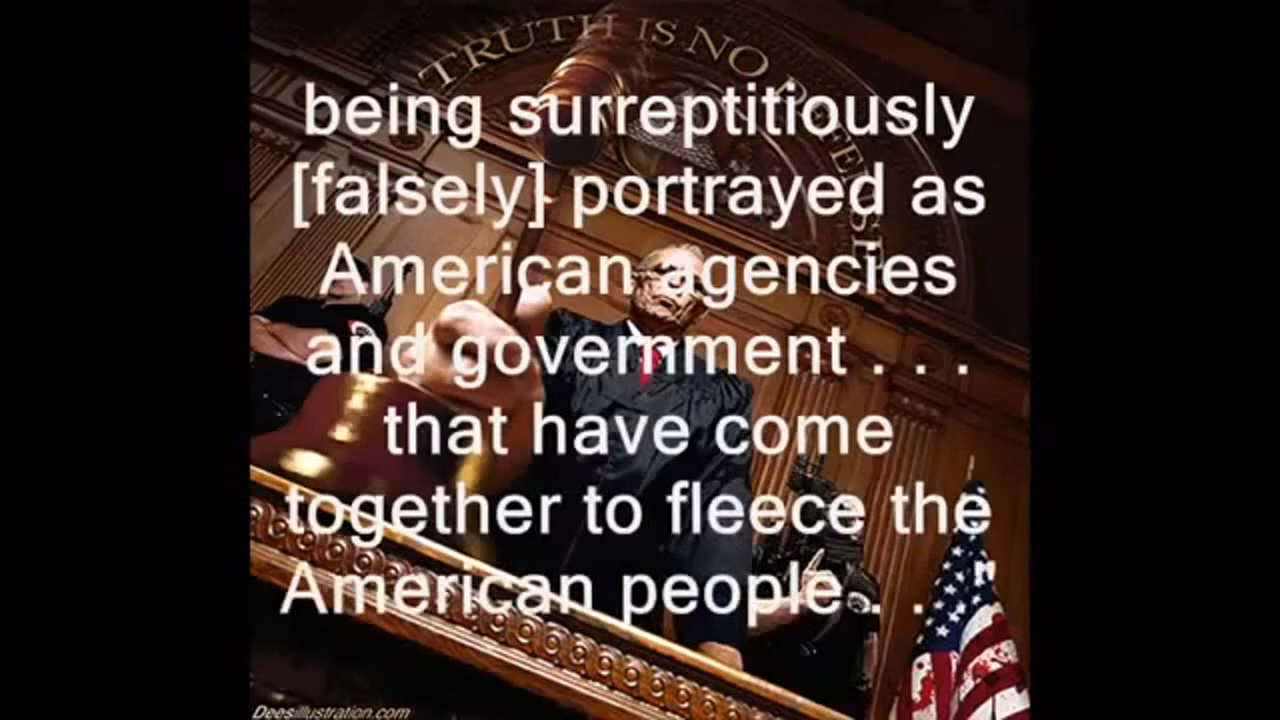 TRUTH IS NO DEFENSE
being surreptitiously
[falsely] portrayed as
American agencies
and government . . .
that have come
together to fleece the
American people . . ."
Deesillustration.com